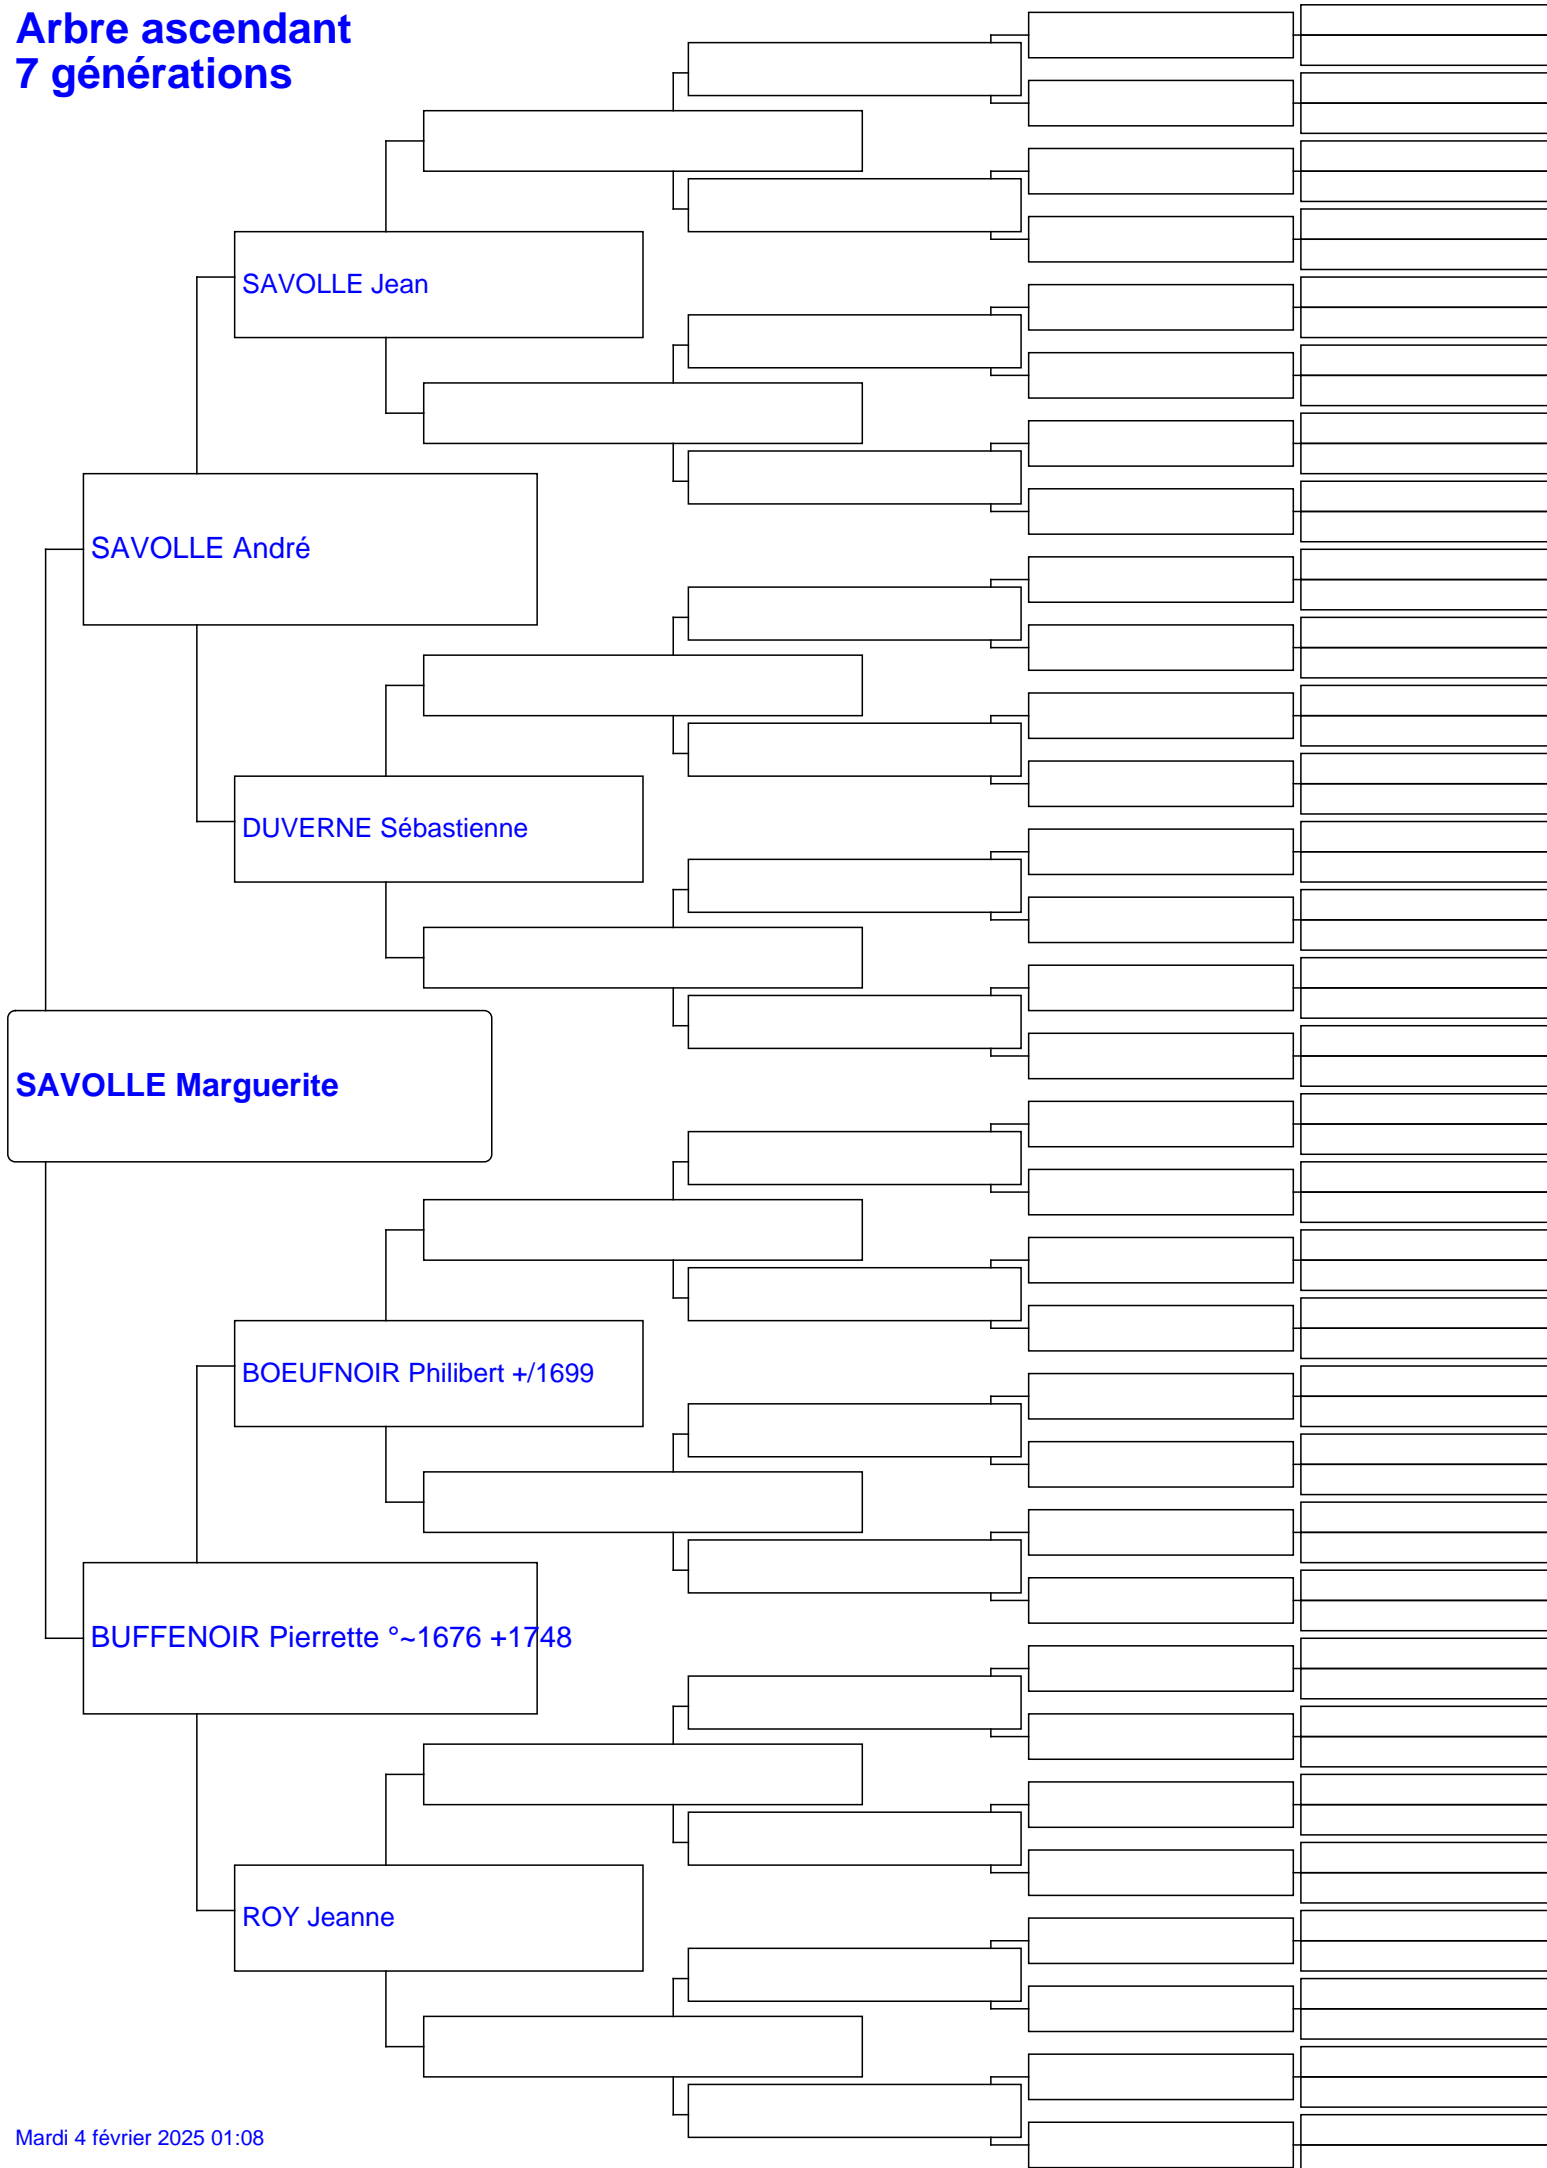 Arbre ascendant
7 générations
SAVOLLE Jean
SAVOLLE André
DUVERNE Sébastienne
SAVOLLE Marguerite
BOEUFNOIR Philibert +/1699
BUFFENOIR Pierrette °~1676 +1748
ROY Jeanne
Mardi 4 février 2025 01:08